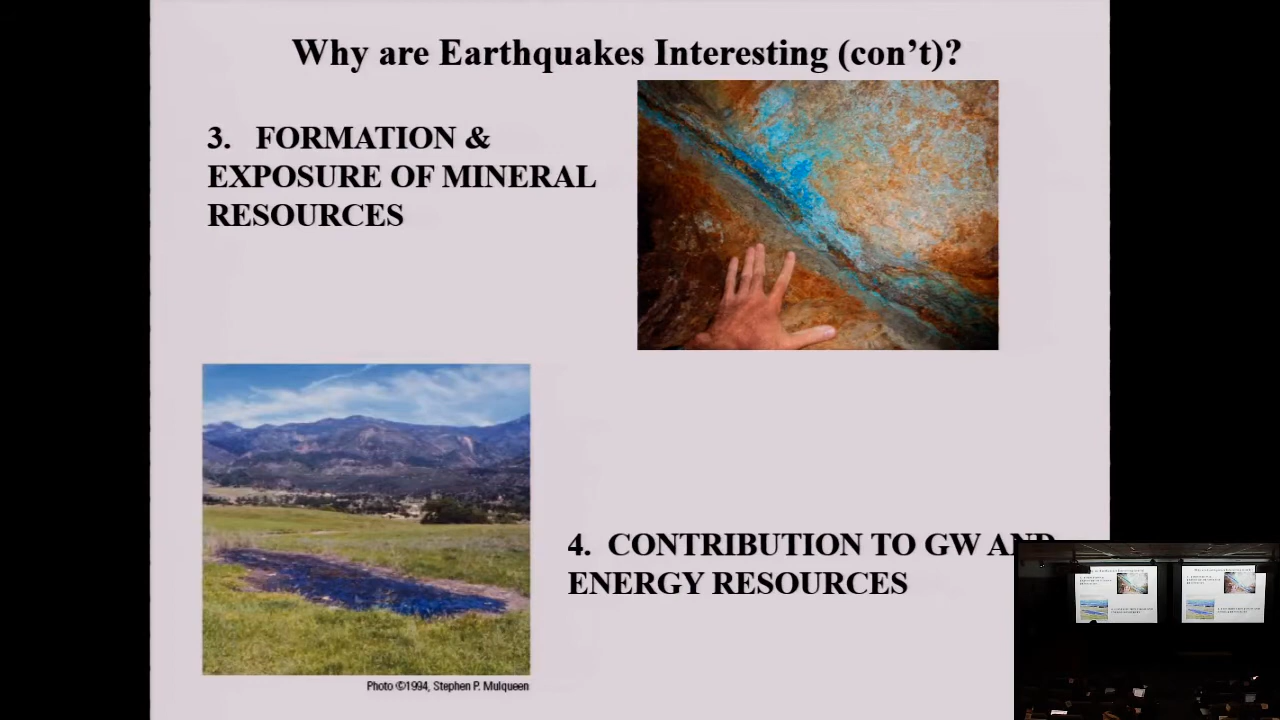 Why are Earthquakes Interesting (con’t)?
3. FORMATION &
EXPOSURE OF MINERAL
RESOURCES
4. CONTRIBUTION TO GW AND
ENERGY RESOURCES
Photo ©1994, Stephen P. Mulqueen